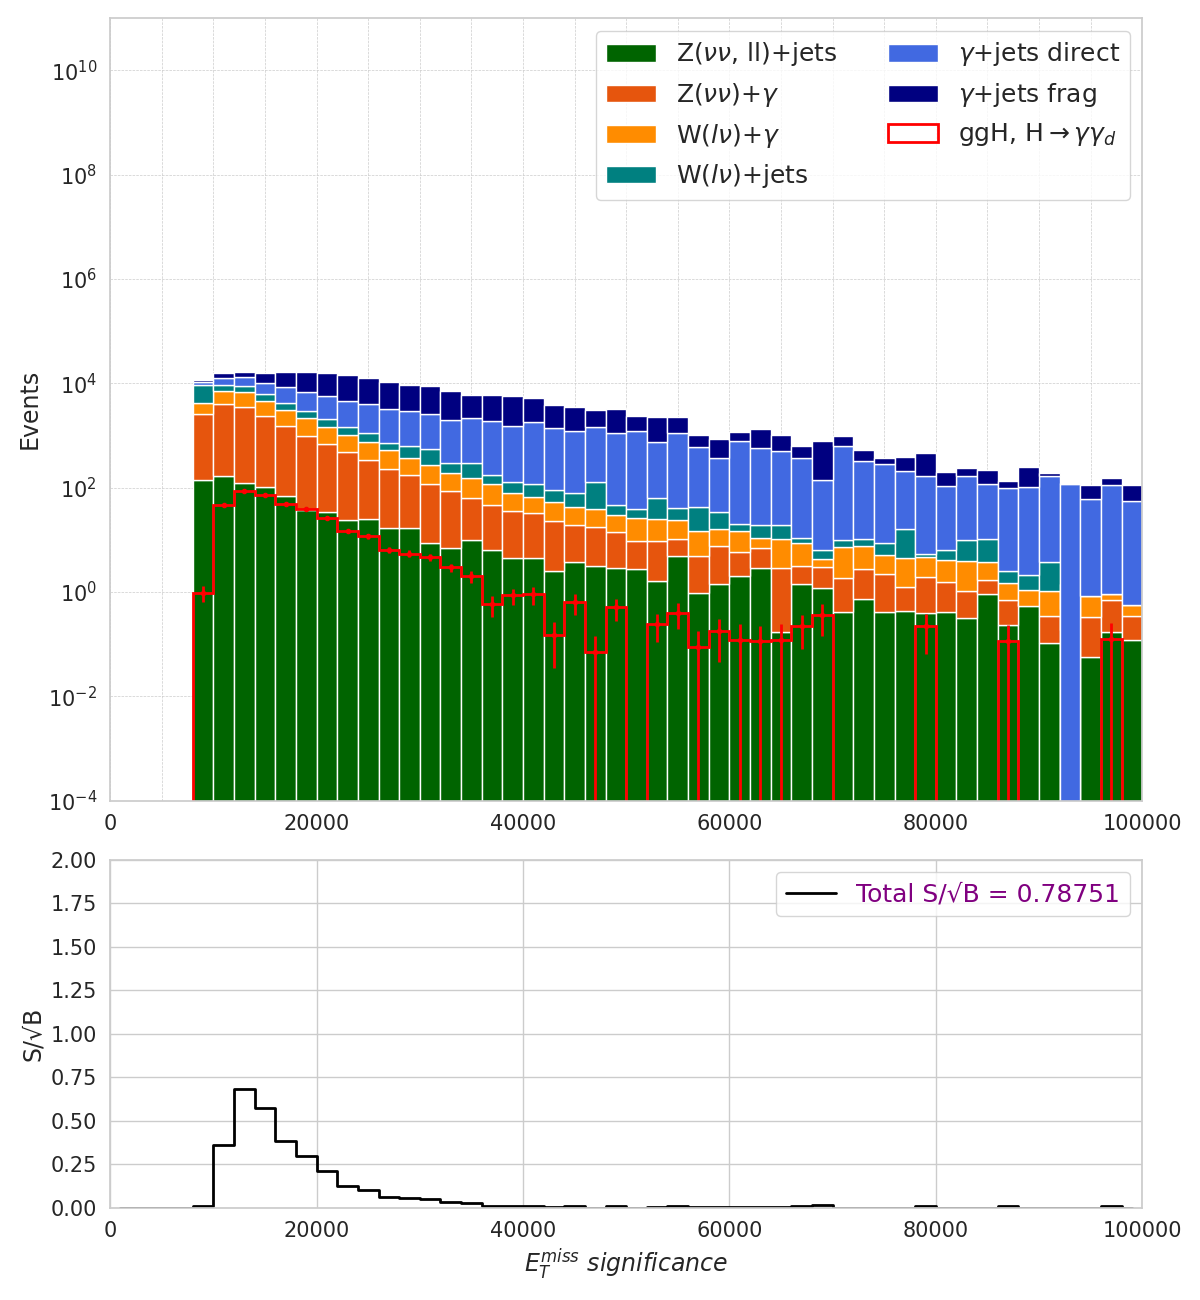 Z(νν, ll)+jets
Z(νν)+γ
W(lν)+γ
W(lν)+jets
γ+jets direct
γ+jets frag
ggH, H→γγ_d
Events
10^10
10^8
10^6
10^4
10^2
10^0
10^−2
10^−4
0 20000 40000 60000 80000 100000
Total S/√B = 0.78751
S/√B
2.00
1.75
1.50
1.25
1.00
0.75
0.50
0.25
0.00
0 20000 40000 60000 80000 100000
E_T^miss significance